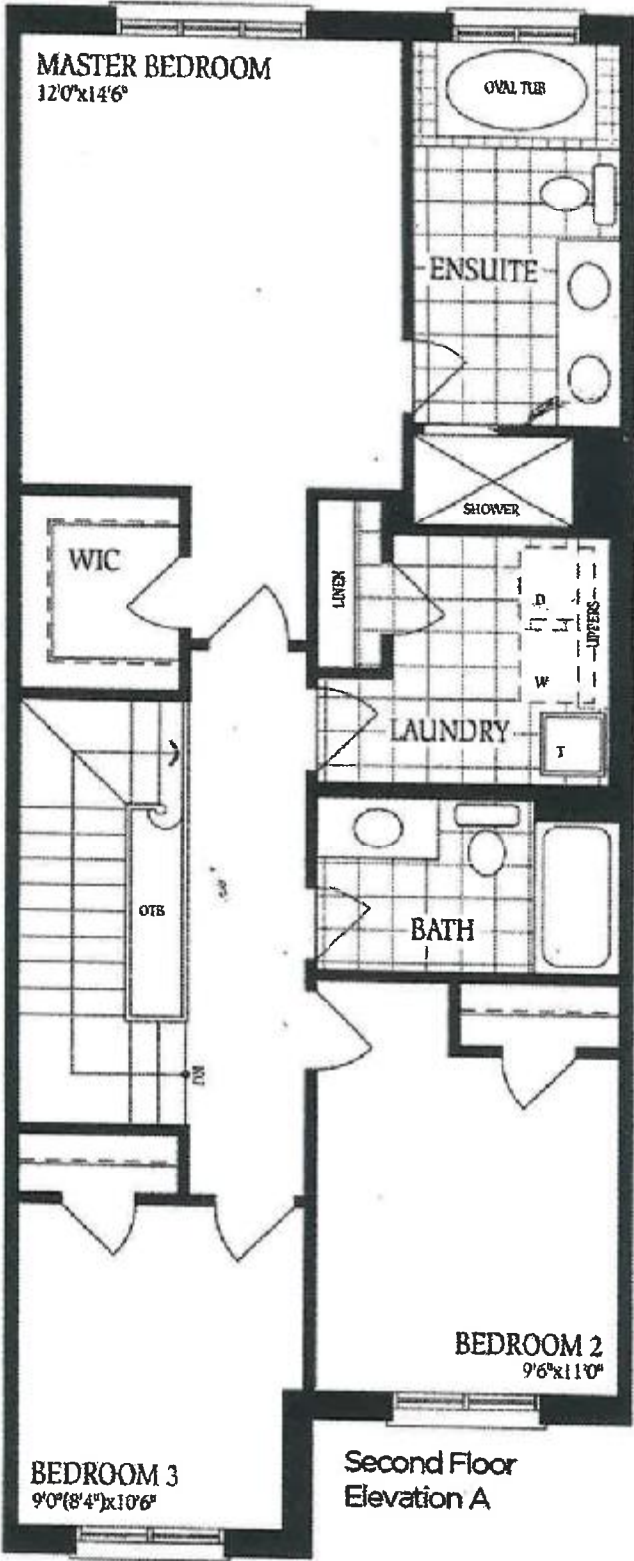 MASTER BEDROOM
12'0"x14'6"
OVAL TUB
ENSUITE
SHOWER
WIC
LINEN
D
UPPERS
W
LAUNDRY
T
OTB
BATH
BEDROOM 2
9'6"x11'0"
BEDROOM 3
9'0"(8'4")x10'6"
Second Floor
Elevation A